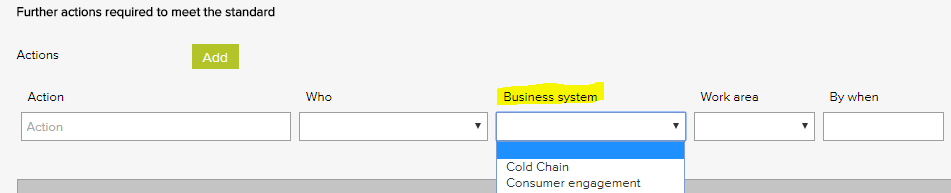 Further actions required to meet the standard
Actions Add
Action Who Business system Work area By when
Action
Cold Chain
Consumer engagement